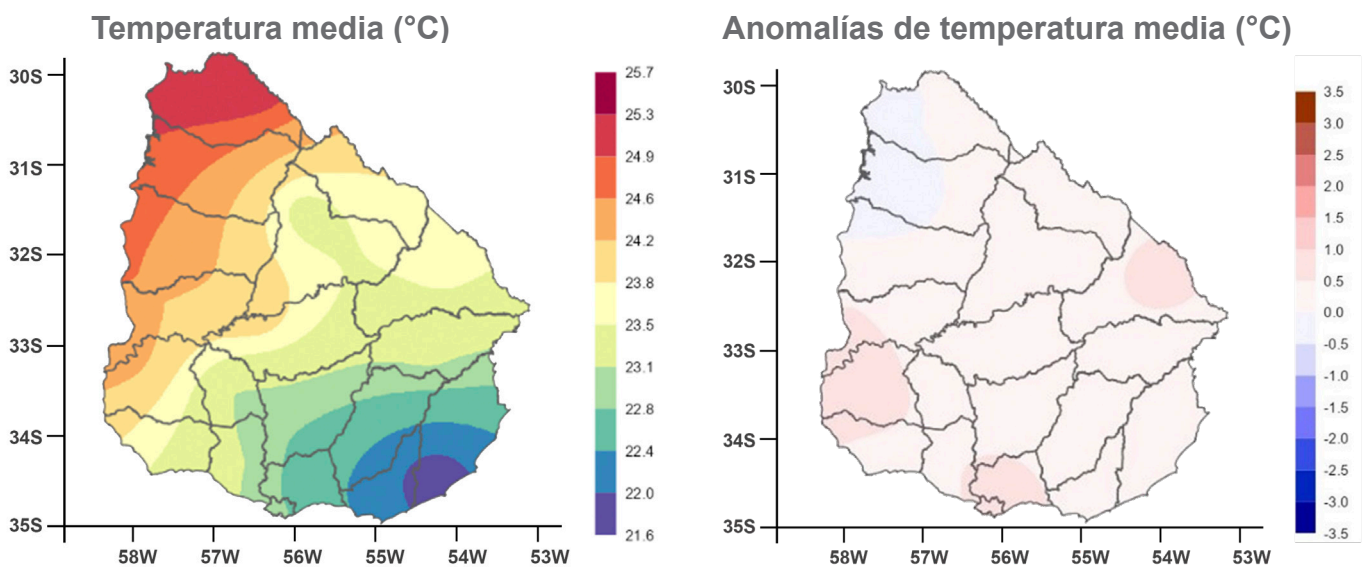 Temperatura media (°C)
30S
31S
32S
33S
34S
35S
58W
57W
56W
55W
54W
53W
25.7
25.3
24.9
24.6
24.2
23.8
23.5
23.1
22.8
22.4
22.0
21.6
Anomalías de temperatura media (°C)
30S
31S
32S
33S
34S
35S
58W
57W
56W
55W
54W
53W
3.5
3.0
2.5
2.0
1.5
1.0
0.5
0.0
-0.5
-1.0
-1.5
-2.0
-2.5
-3.0
-3.5